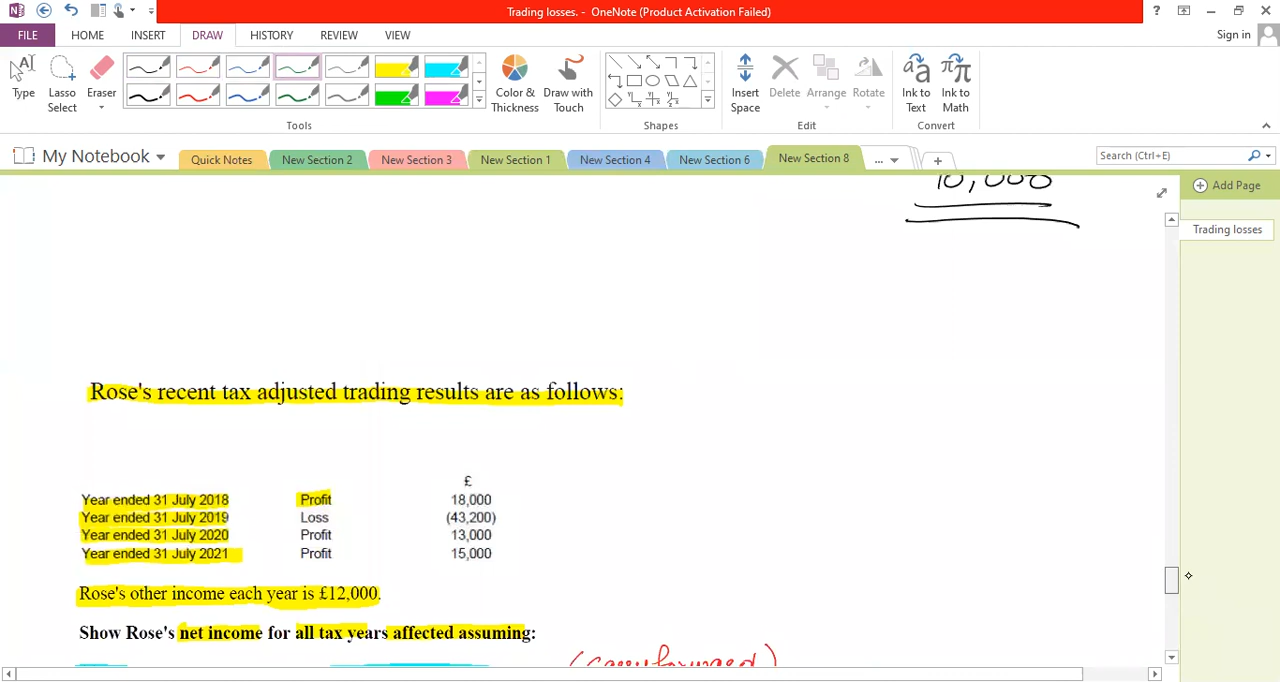 Trading losses. - OneNote (Product Activation Failed)
FILE HOME INSERT DRAW HISTORY REVIEW VIEW
Sign in
Type Lasso Select Eraser
Color & Thickness Draw with Touch
Insert Space Delete Arrange Rotate
Ink to Text Ink to Math
Tools Shapes Edit Convert
My Notebook Quick Notes New Section 2 New Section 3 New Section 1 New Section 4 New Section 6 New Section 8 ...
Search (Ctrl+E)
Add Page
Trading losses
10,000
Rose's recent tax adjusted trading results are as follows:
£
Year ended 31 July 2018 Profit 18,000
Year ended 31 July 2019 Loss (43,200)
Year ended 31 July 2020 Profit 13,000
Year ended 31 July 2021 Profit 15,000
Rose's other income each year is £12,000.
Show Rose's net income for all tax years affected assuming:
(carry forward)